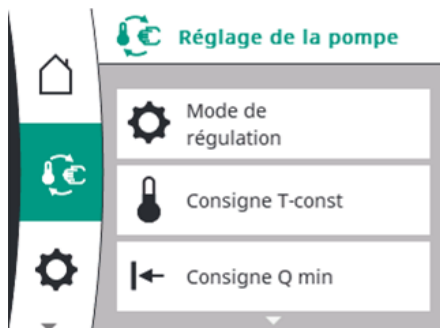 Réglage de la pompe
Mode de
régulation
Consigne T-const
Consigne Q min